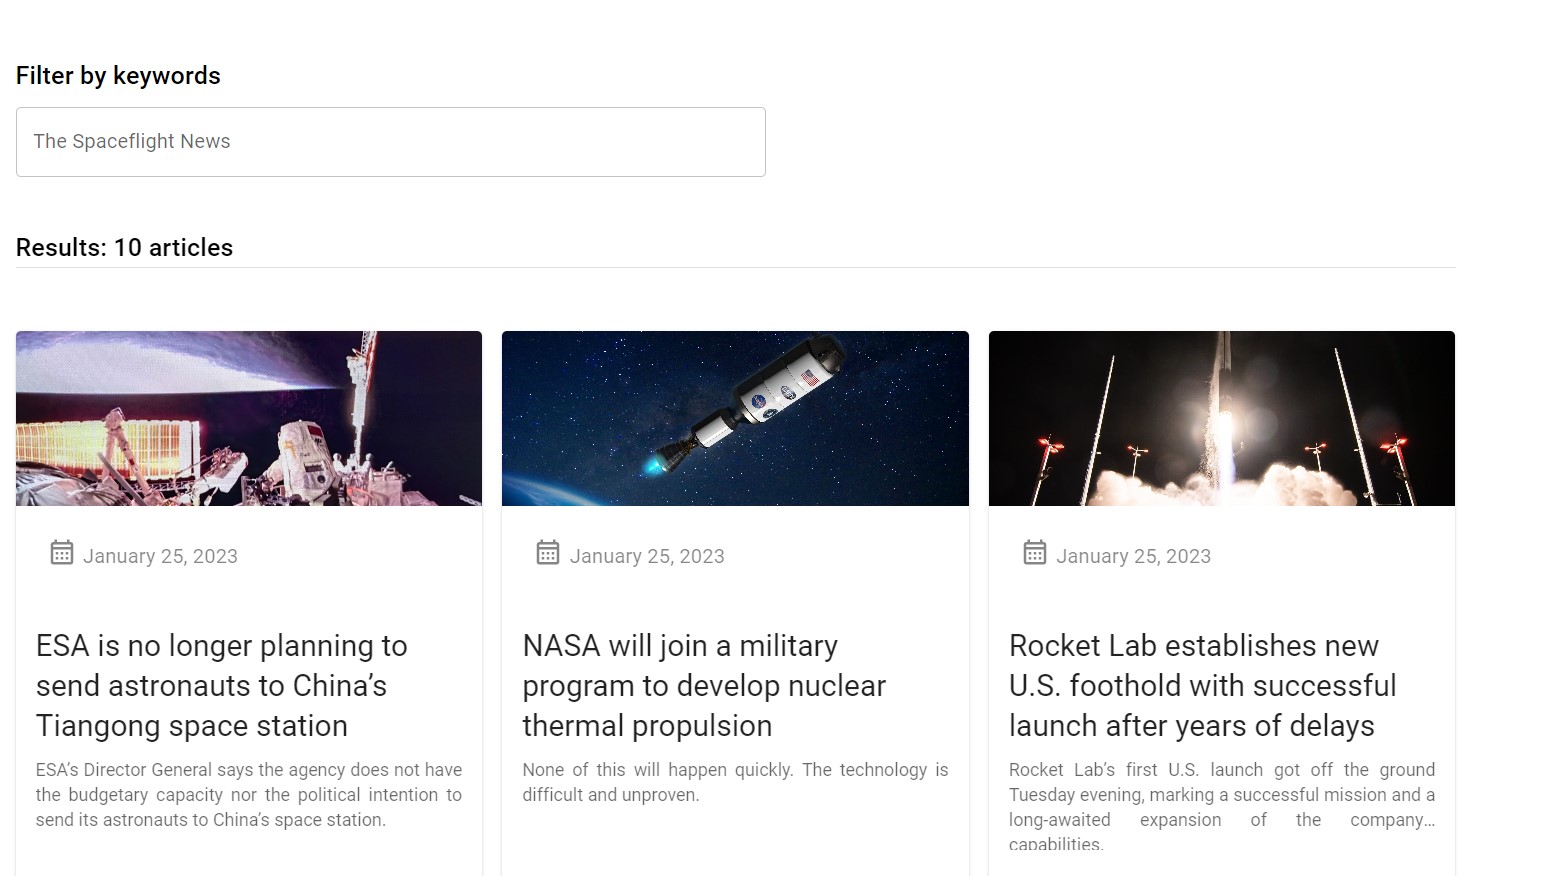 Filter by keywords
The Spaceflight News
Results: 10 articles
January 25, 2023
ESA is no longer planning to
send astronauts to China’s
Tiangong space station
ESA’s Director General says the agency does not have
the budgetary capacity nor the political intention to
send its astronauts to China’s space station.
January 25, 2023
NASA will join a military
program to develop nuclear
thermal propulsion
None of this will happen quickly. The technology is
difficult and unproven.
January 25, 2023
Rocket Lab establishes new
U.S. foothold with successful
launch after years of delays
Rocket Lab’s first U.S. launch got off the ground
Tuesday evening, marking a successful mission and a
long-awaited expansion of the company…
capabilities.